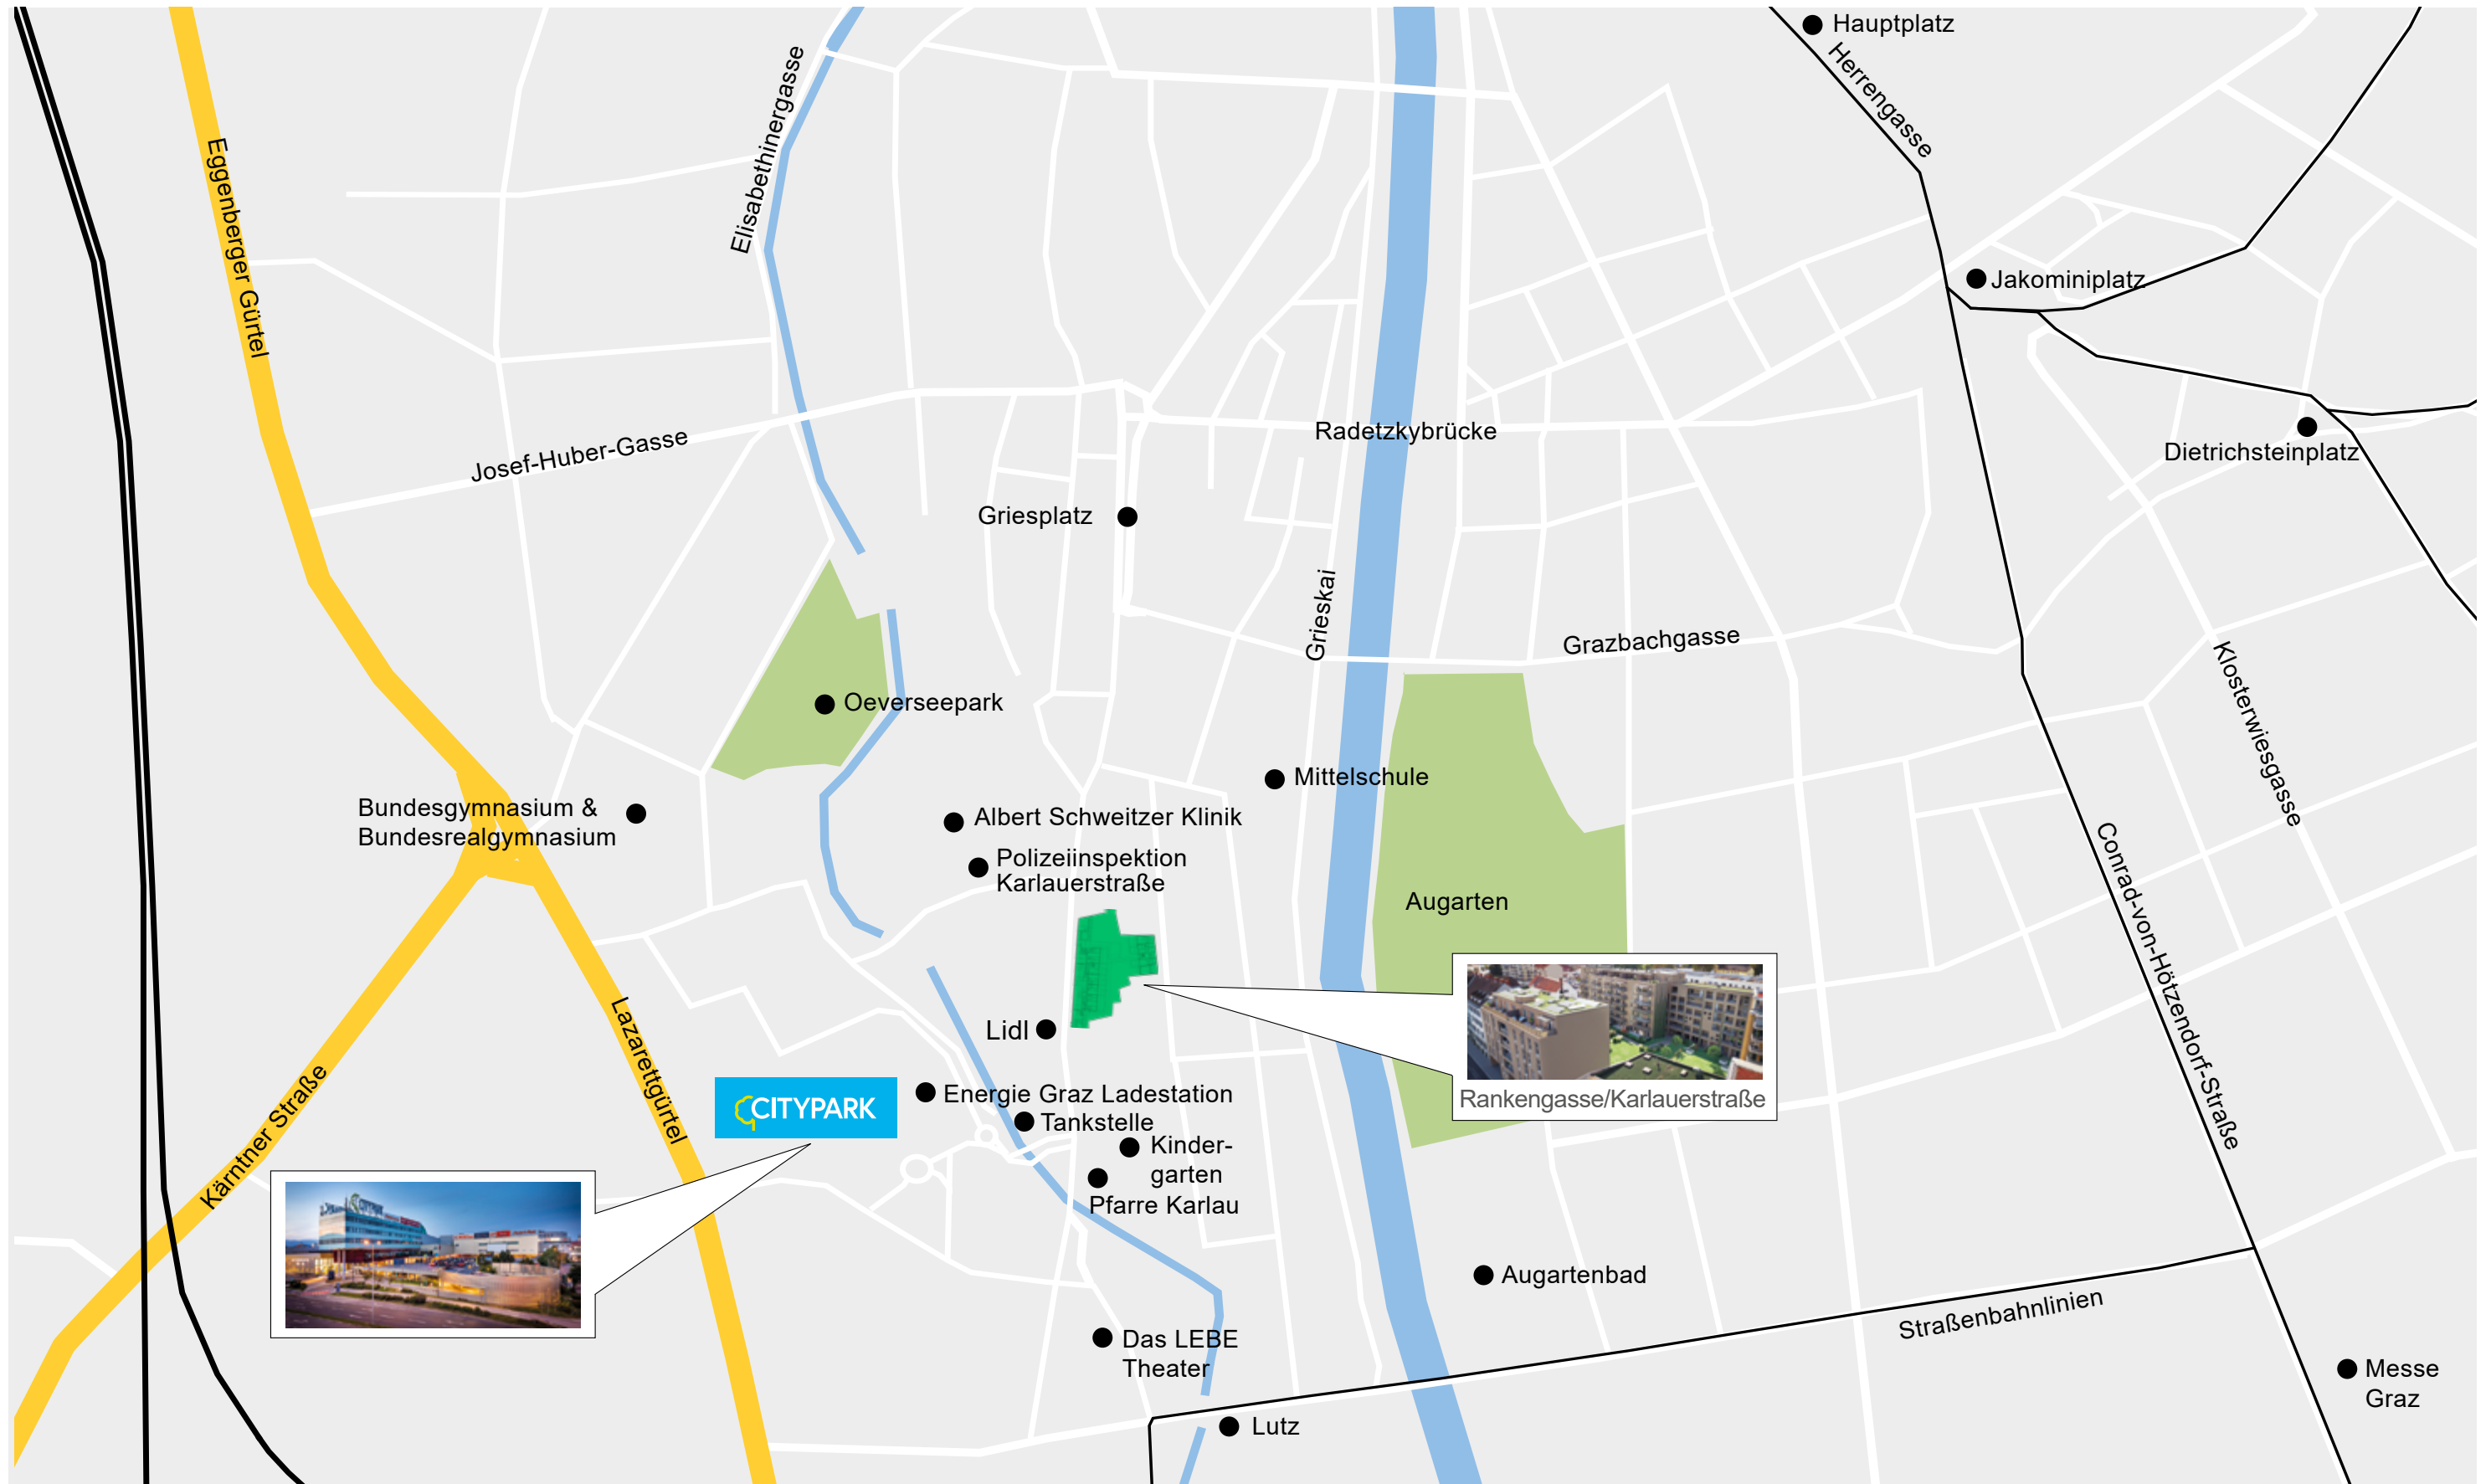 Hauptplatz
Herrengasse
Elisabethinergasse
Eggenberger Gürtel
Jakominiplatz
Radetzkybrücke
Josef-Huber-Gasse
Dietrichsteinplatz
Griesplatz
Grieskai
Grazbachgasse
Klosterwiesgasse
Oeverseepark
Mittelschule
Bundesgymnasium &
Bundesrealgymnasium
Albert Schweitzer Klinik
Polizeiinspektion
Karlauerstraße
Augarten
Conrad-von-Hötzendorf-Straße
Lazarettgürtel
Lidl
Kärntner Straße
CITYPARK
Energie Graz Ladestation
Tankstelle
Rankengasse/Karlauerstraße
Kinder-
garten
Pfarre Karlau
CITYPARK
Augartenbad
Straßenbahnlinien
Das LEBE
Theater
Messe
Graz
Lutz